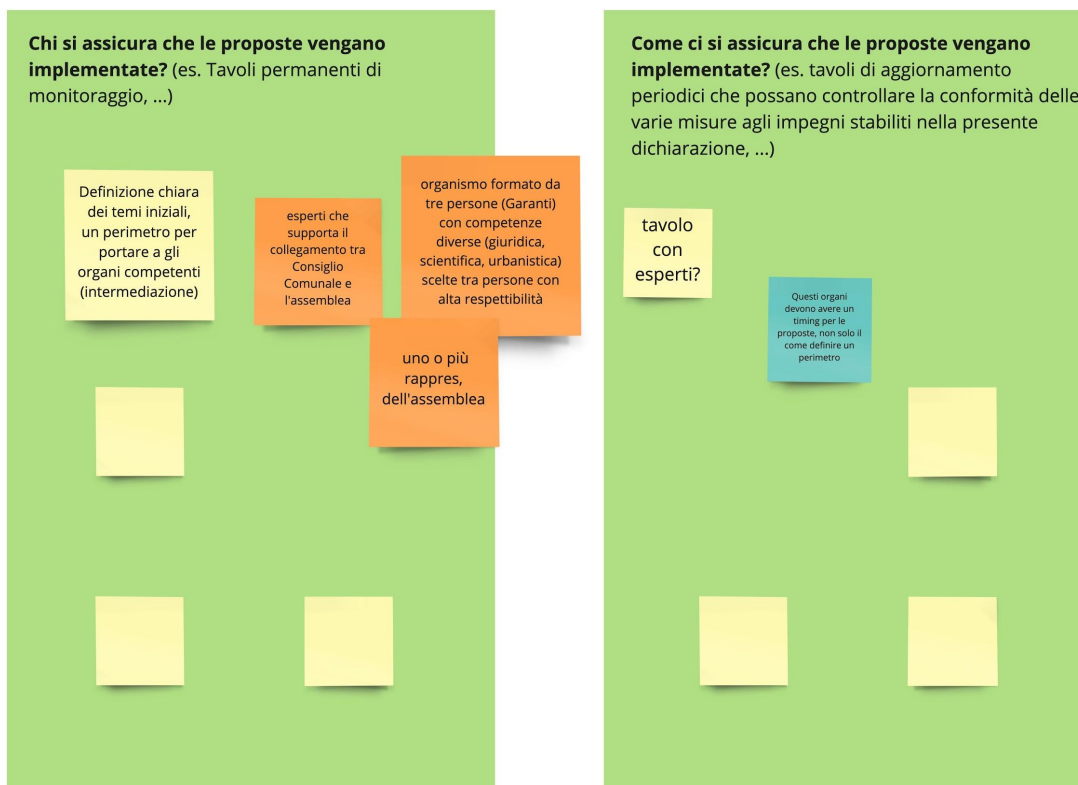 Chi si assicura che le proposte vengano
implementate? (es. Tavoli permanenti di
monitoraggio, ...)
Definizione chiara
dei temi iniziali,
un perimetro per
portare a gli
organi competenti
(intermediazione)
esperti che
supporta il
collegamento tra
Consiglio
Comunale e
l'assemblea
organismo formato da
tre persone (Garanti)
con competenze
diverse (giuridica,
scientifica, urbanistica)
scelte tra persone con
alta respettibilità
uno o più
rappres,
dell'assemblea
Come ci si assicura che le proposte vengano
implementate? (es. tavoli di aggiornamento
periodici che possano controllare la conformità delle
varie misure agli impegni stabiliti nella presente
dichiarazione, ...)
tavolo
con
esperti?
Questi organi
devono avere un
timing per le
proposte, non solo il
come definire un
perimetro